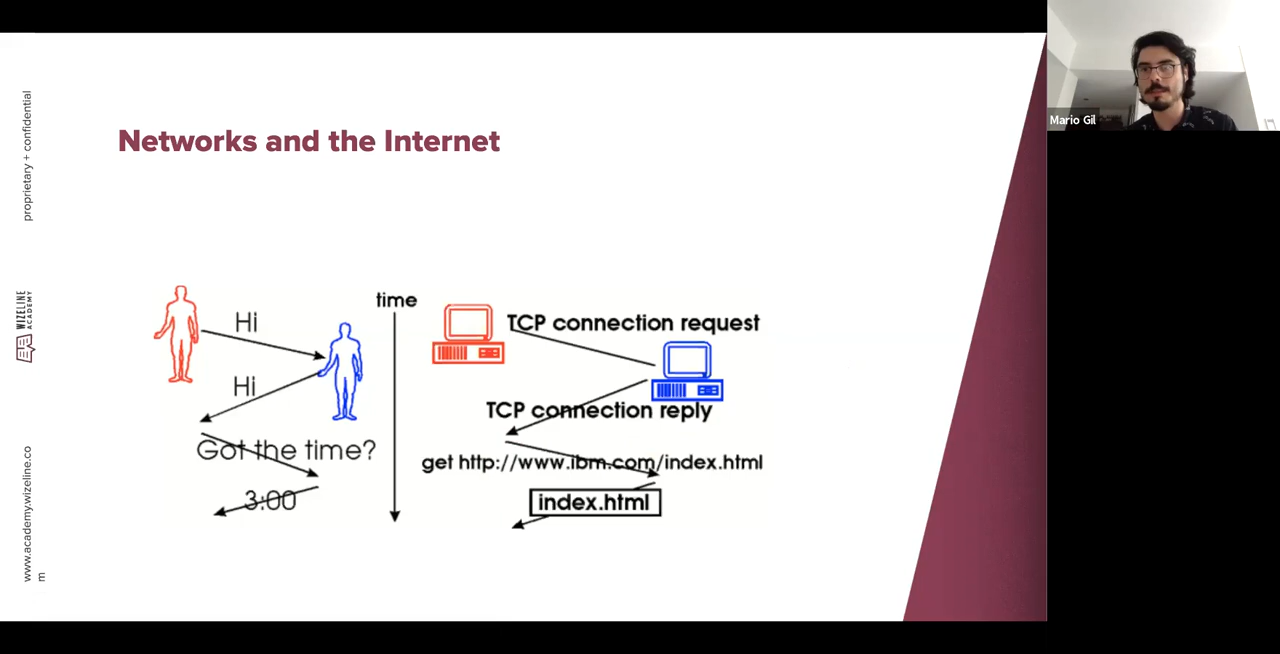 proprietary + confidential
WIZELINE
ACADEMY
www.academy.wizeline.co
m
Networks and the Internet
Hi
Hi
Got the time?
3:00
time
TCP connection request
TCP connection reply
get http://www.ibm.com/index.html
index.html
Mario Gil